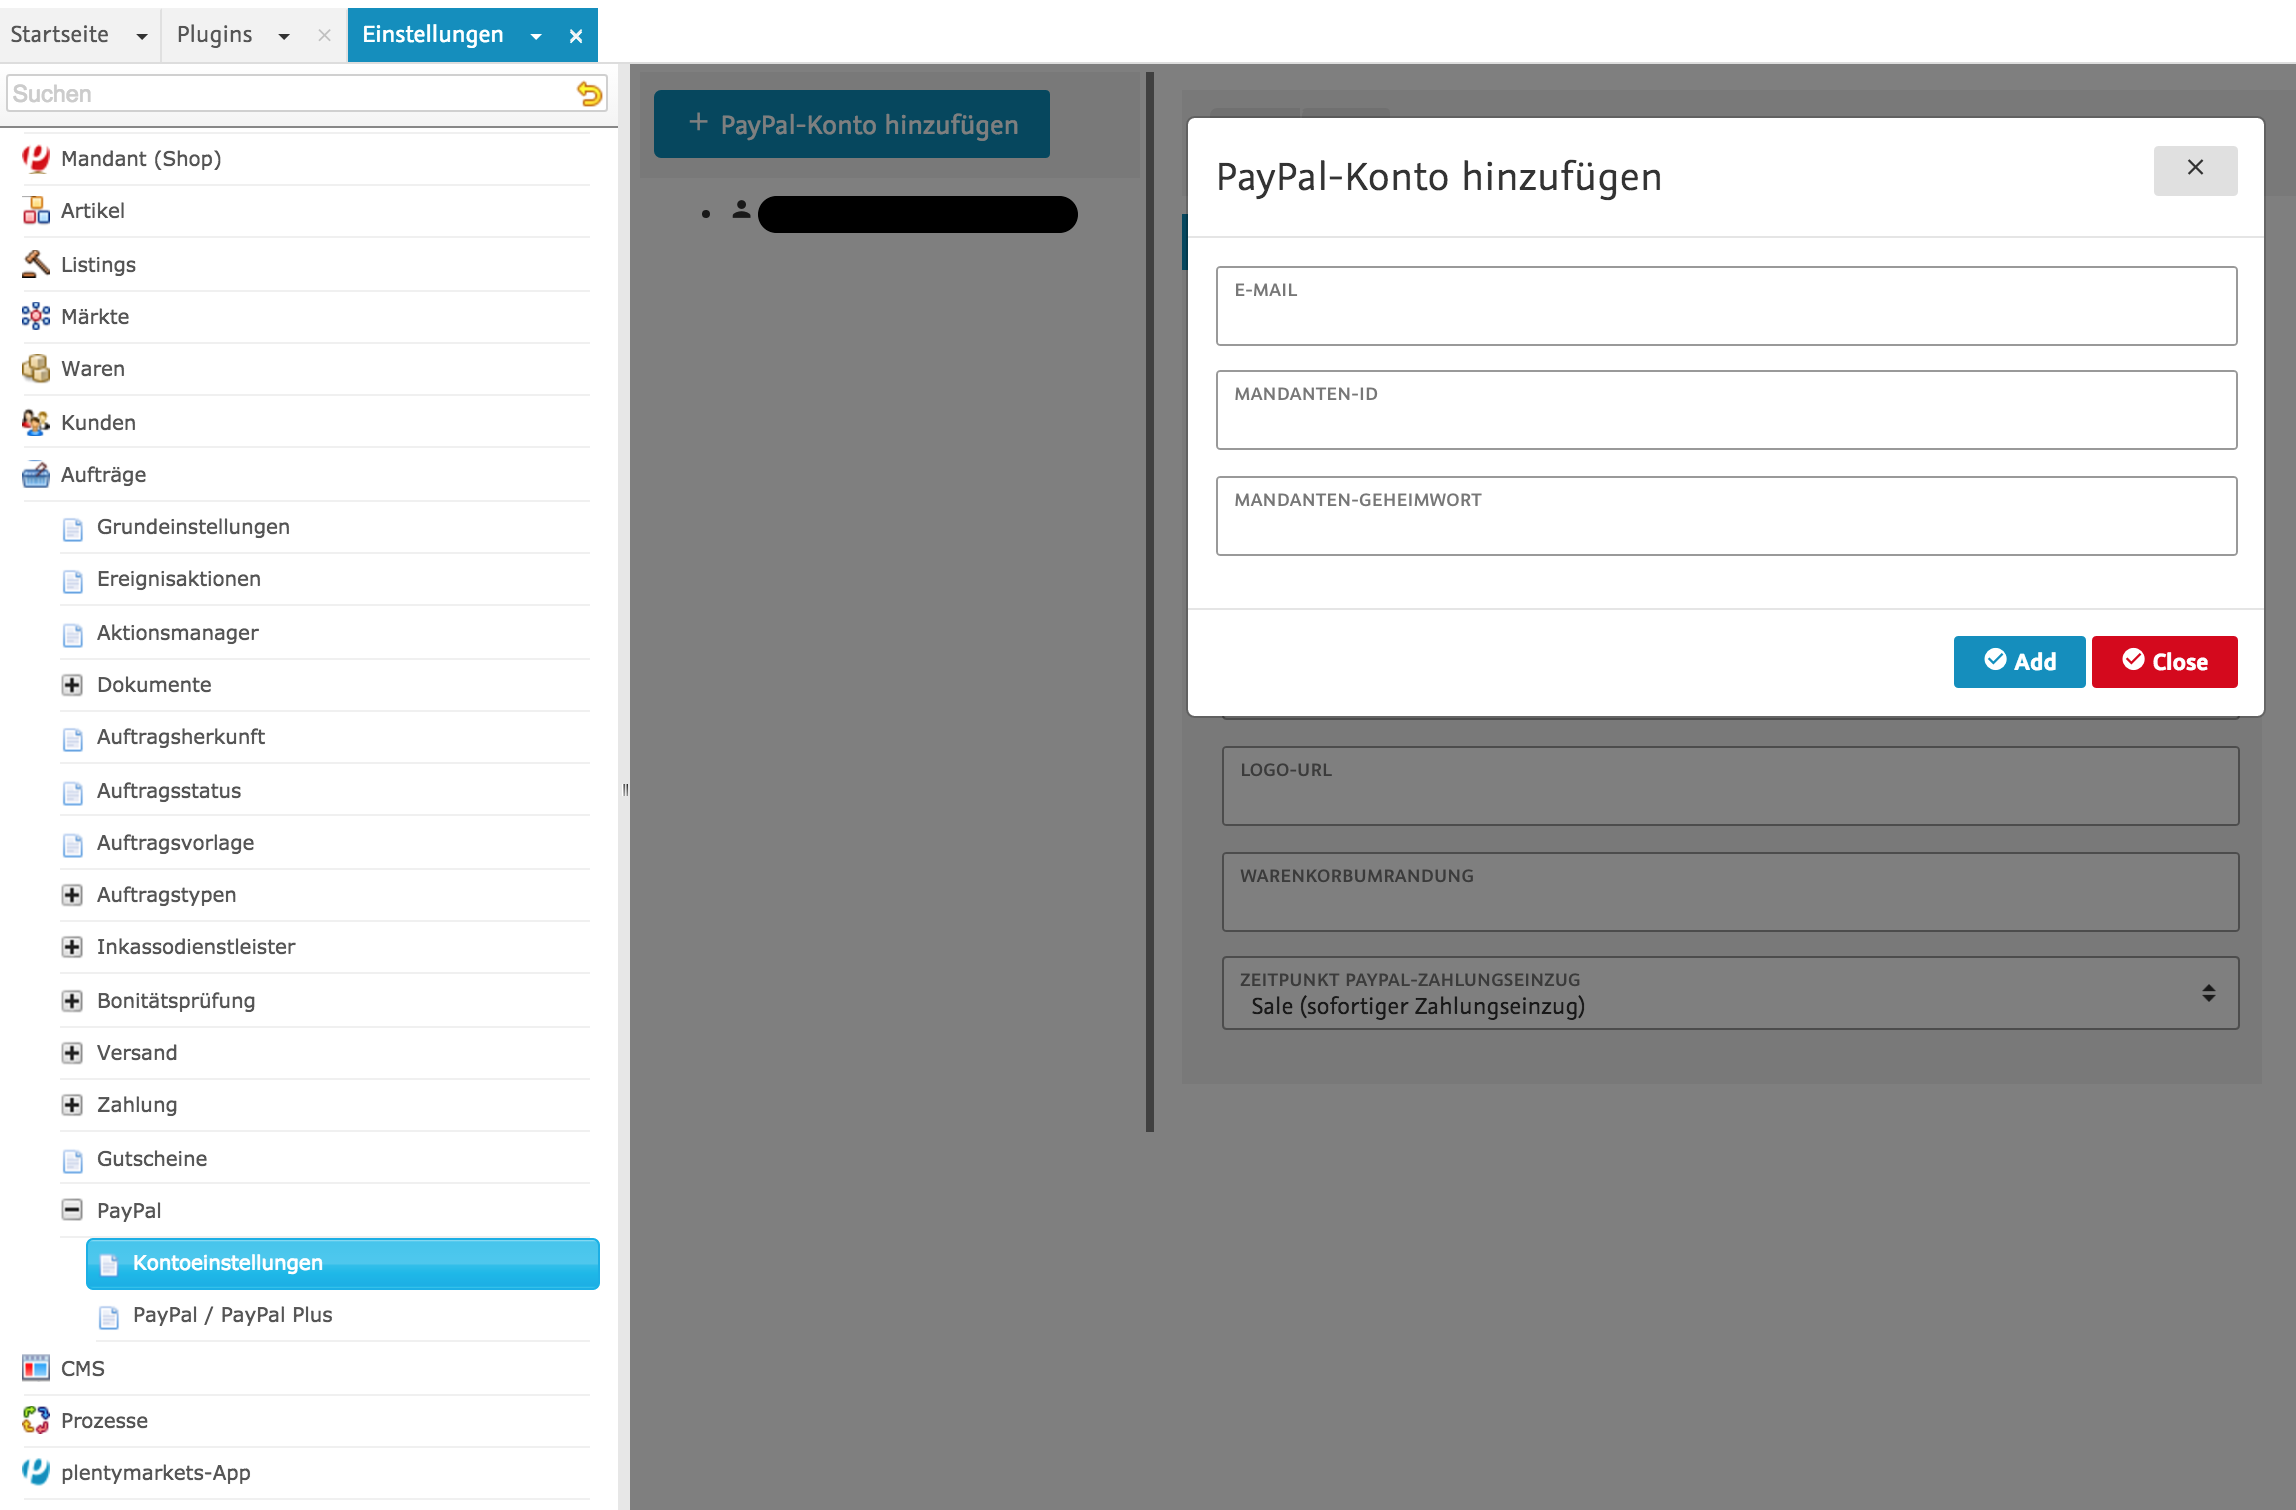 Startseite
Plugins
Einstellungen
Suchen
Mandant (Shop)
Artikel
Listings
Märkte
Waren
Kunden
Aufträge
Grundeinstellungen
Ereignisaktionen
Aktionsmanager
Dokumente
Auftragsherkunft
Auftragsstatus
Auftragsvorlage
Auftragstypen
Inkassodienstleister
Bonitätsprüfung
Versand
Zahlung
Gutscheine
PayPal
Kontoeinstellungen
PayPal / PayPal Plus
CMS
Prozesse
plentymarkets-App
+ PayPal-Konto hinzufügen
PayPal-Konto hinzufügen
E-MAIL
MANDANTEN-ID
MANDANTEN-GEHEIMWORT
Add
Close
LOGO-URL
WARENKORBUMRANDUNG
ZEITPUNKT PAYPAL-ZAHLUNGSEINZUG
Sale (sofortiger Zahlungseinzug)